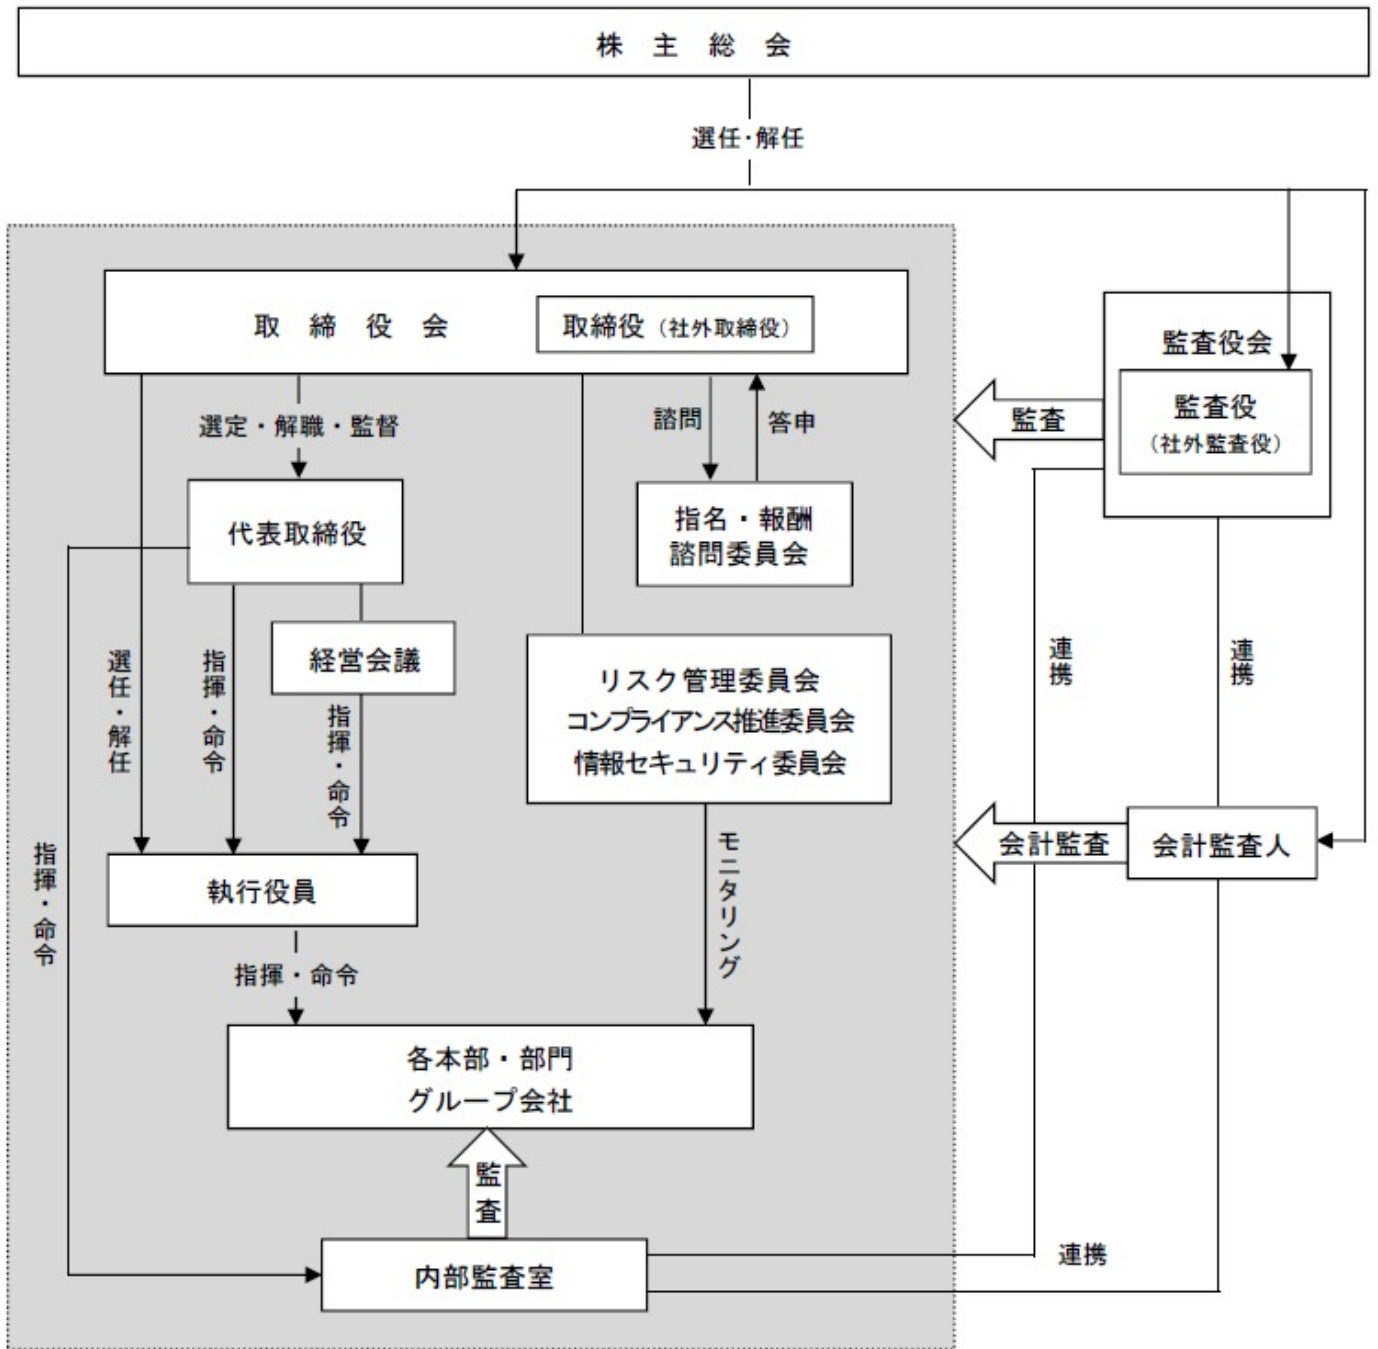 株主総会
選任・解任
取締役会
取締役（社外取締役）
監査役会
監査役
（社外監査役）
監査
選定・解職・監督
諮問
答申
代表取締役
指名・報酬
諮問委員会
経営会議
リスク管理委員会
コンプライアンス推進委員会
情報セキュリティ委員会
選任・解任
指揮・命令
指揮・命令
連携
連携
会計監査
会計監査人
指揮・命令
執行役員
モニタリング
指揮・命令
各本部・部門
グループ会社
監査
内部監査室
連携